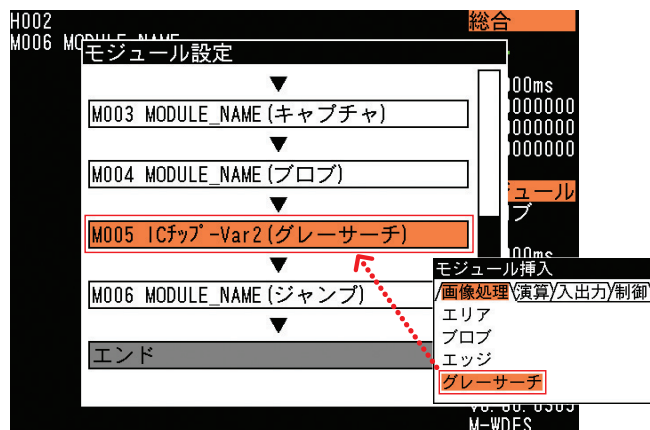 H002
総合
M006 MODULE_NAME
モジュール設定
▼
00ms
0000000
M003 MODULE_NAME(キャプチャ)
0000000
0000000
▼
M004 MODULE_NAME(ブロブ)
ュール
▼
ブ
M005 ICチップ-Var2(グレーサーチ)
00ms
▼
モジュール挿入
画像処理 演算 入出力 制御
M006 MODULE_NAME(ジャンプ)
エリア
▼
ブロブ
エンド
エッジ
グレーサーチ
M-WDES